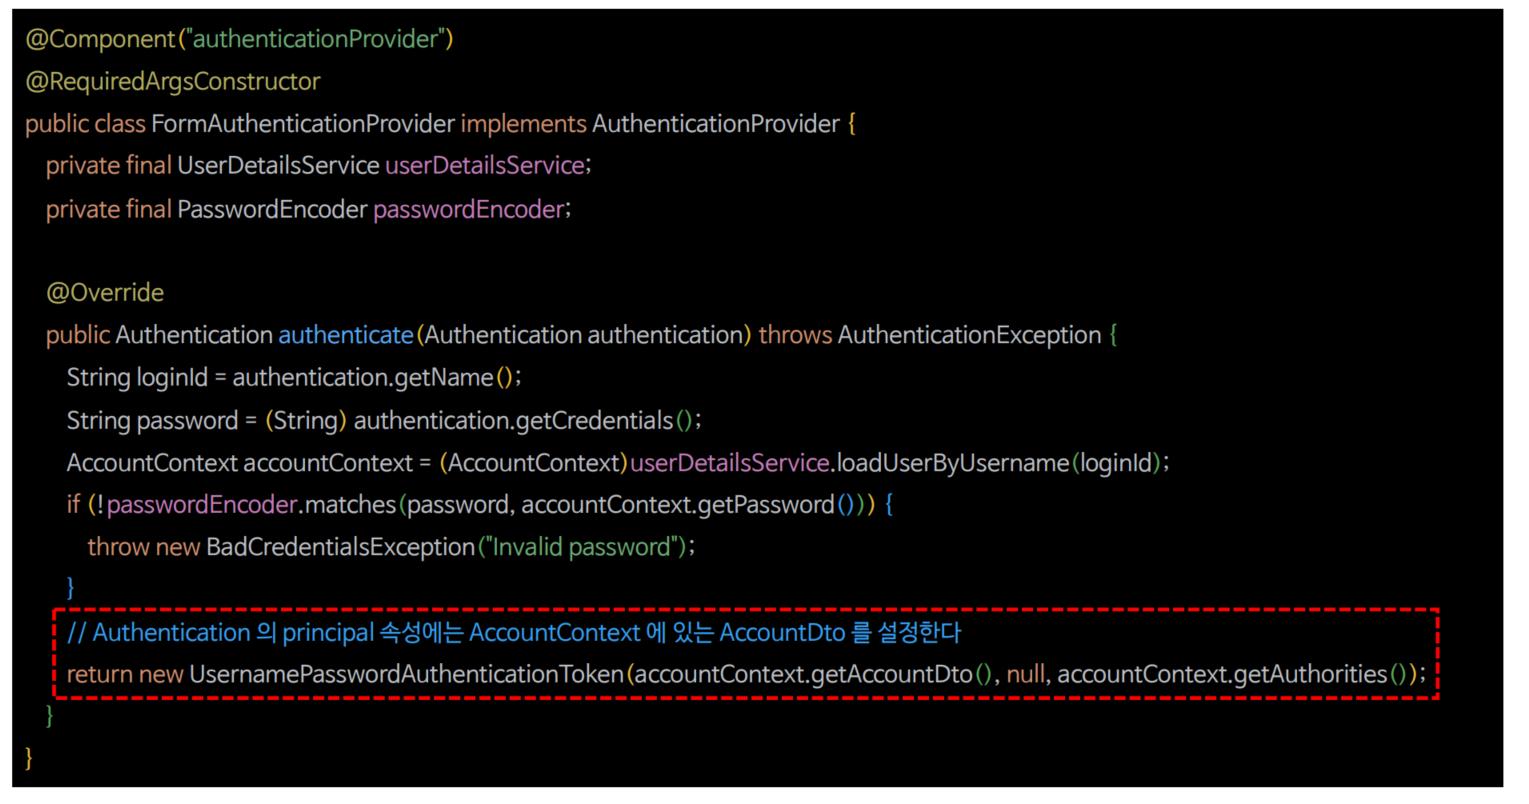 @Component("authenticationProvider")
@RequiredArgsConstructor
public class FormAuthenticationProvider implements AuthenticationProvider {
private final UserDetailsService userDetailsService;
private final PasswordEncoder passwordEncoder;
@Override
public Authentication authenticate(Authentication authentication) throws AuthenticationException {
String loginId = authentication.getName();
String password = (String) authentication.getCredentials();
AccountContext accountContext = (AccountContext)userDetailsService.loadUserByUsername(loginId);
if (!passwordEncoder.matches(password, accountContext.getPassword())) {
throw new BadCredentialsException("Invalid password");
}
// Authentication 의 principal 속성에는 AccountContext 에 있는 AccountDto 를 설정한다
return new UsernamePasswordAuthenticationToken(accountContext.getAccountDto(), null, accountContext.getAuthorities());
}
}